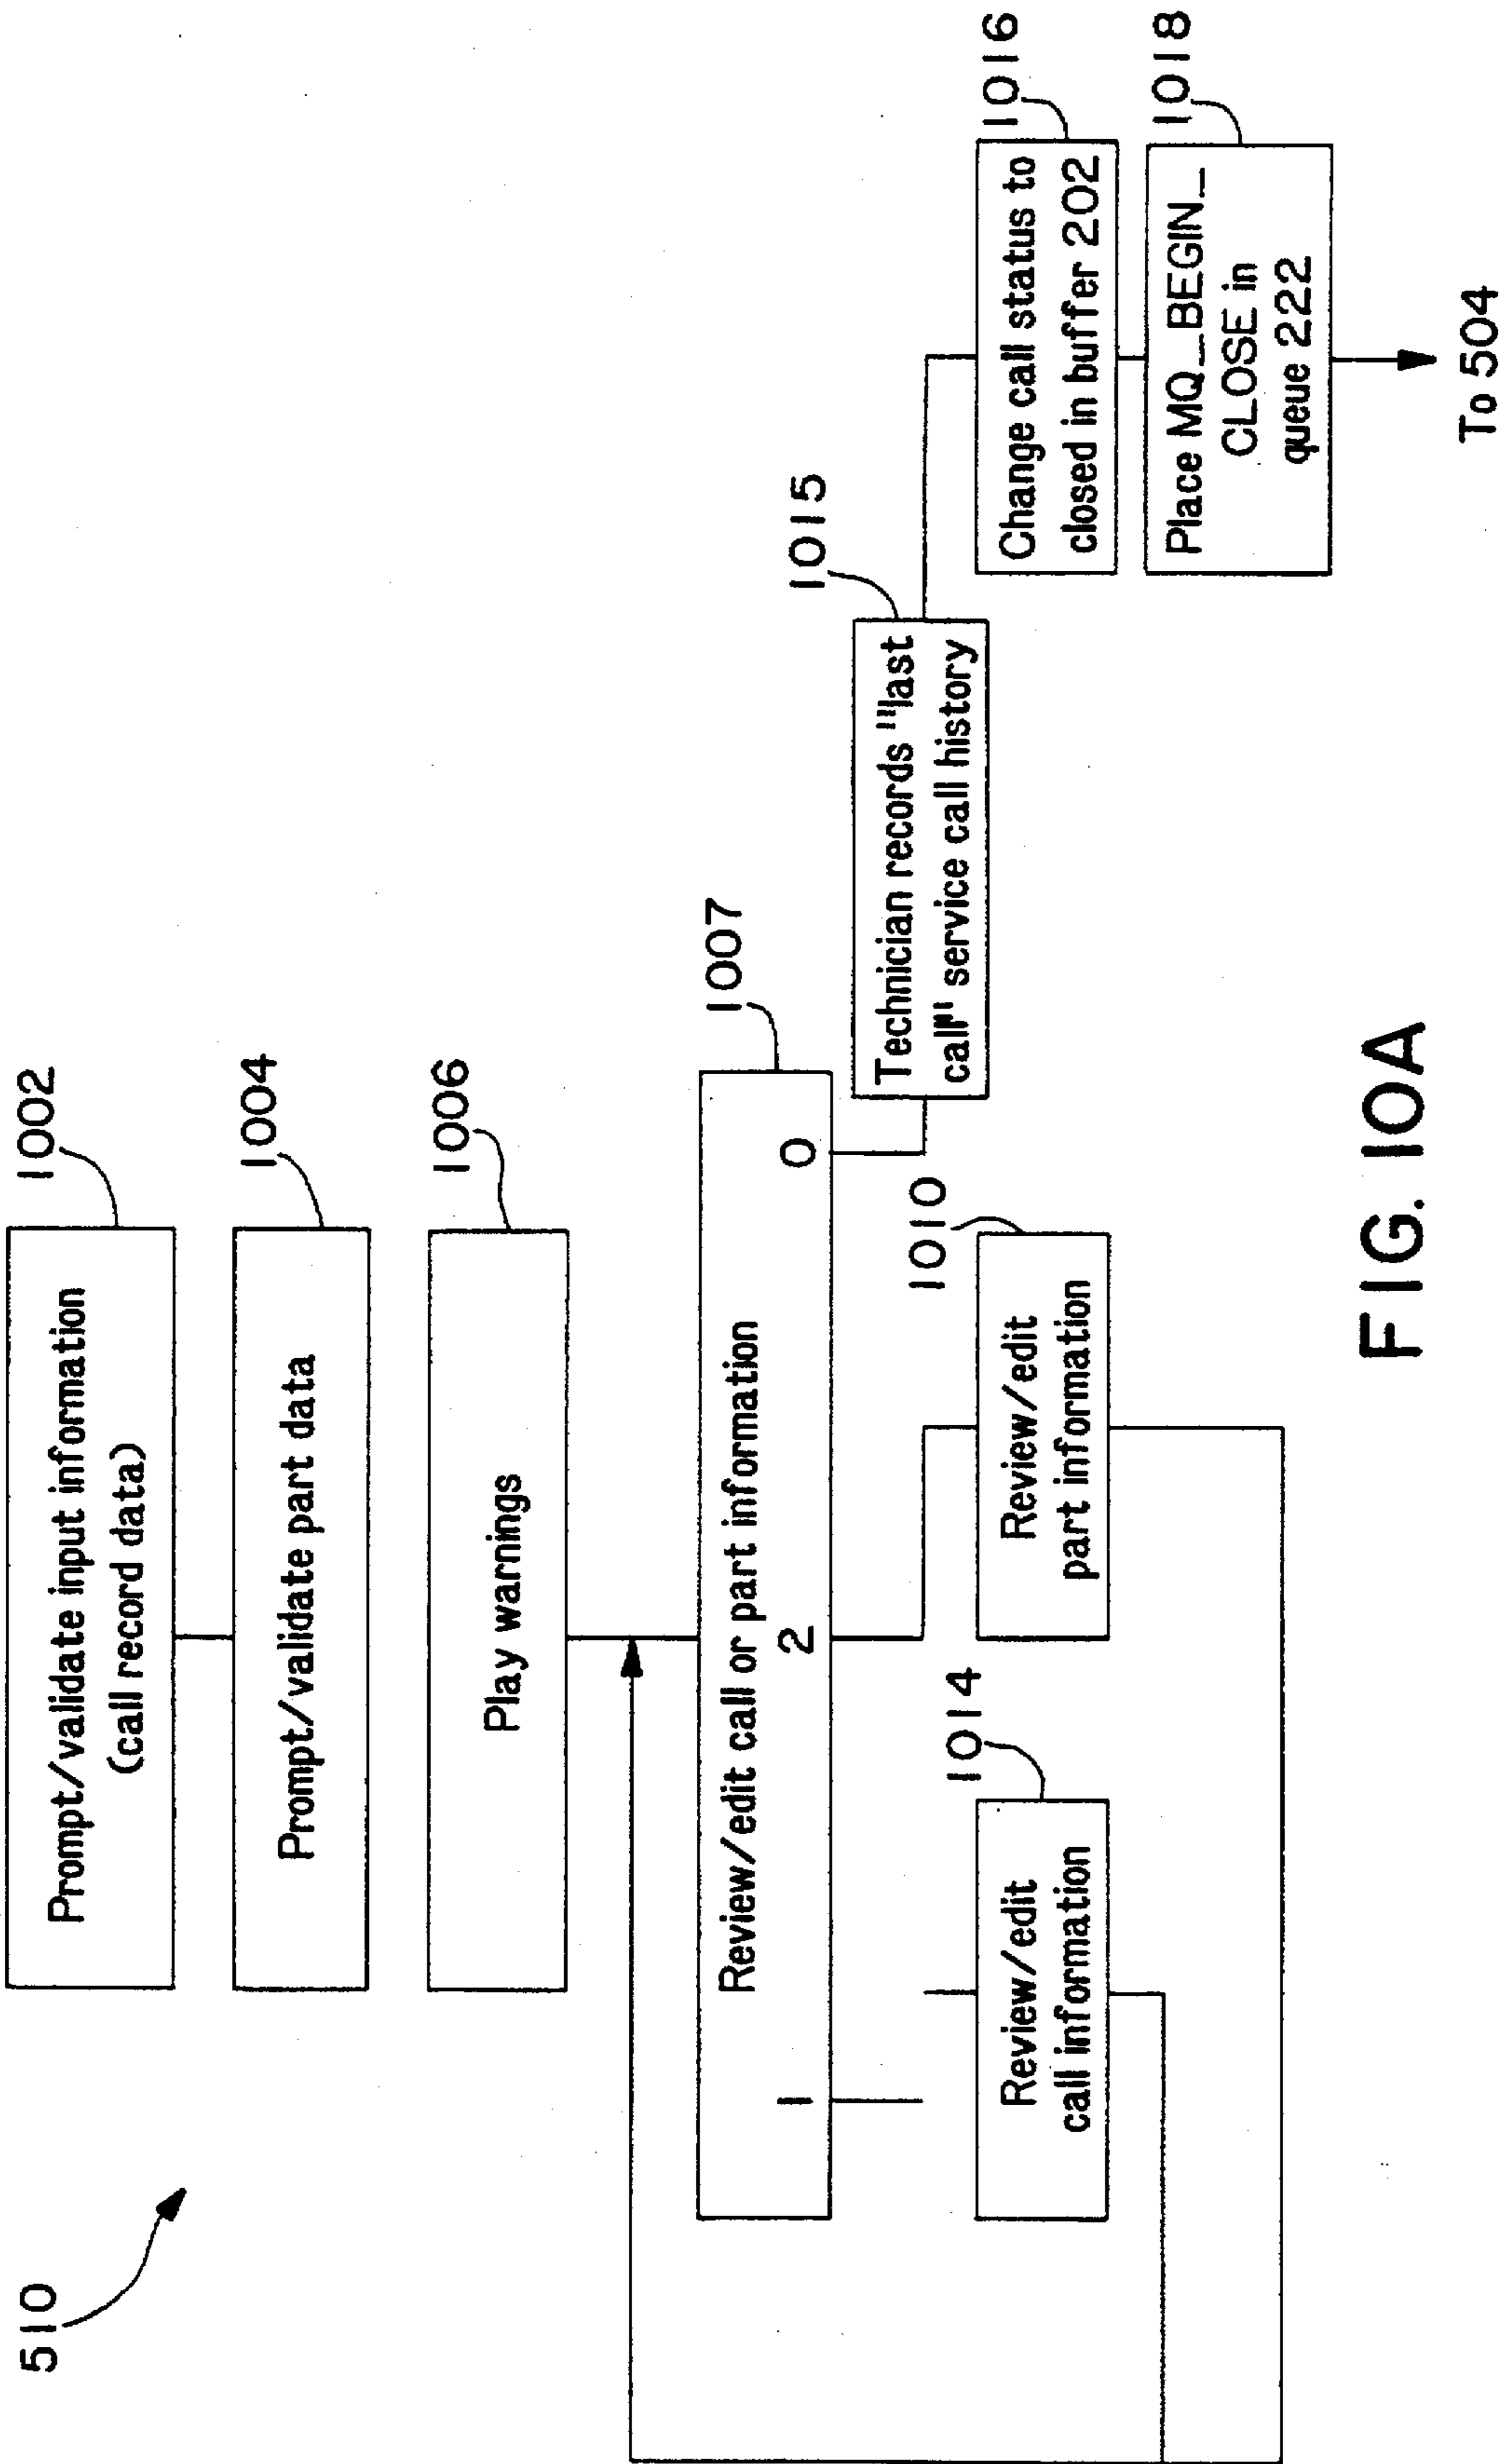 510
1002
Prompt/validate input information
(call record data)
1004
Prompt/validate part data
1006
Play warnings
1007
Review/edit call or part information
1
2
0
1014
Review/edit
call information
1010
Review/edit
part information
1015
Technician records "last
call" service call history
1016
Change call status to
closed in buffer 202
1018
Place MQ_BEGIN_
CLOSE in
queue 222
To 504
FIG. 10A